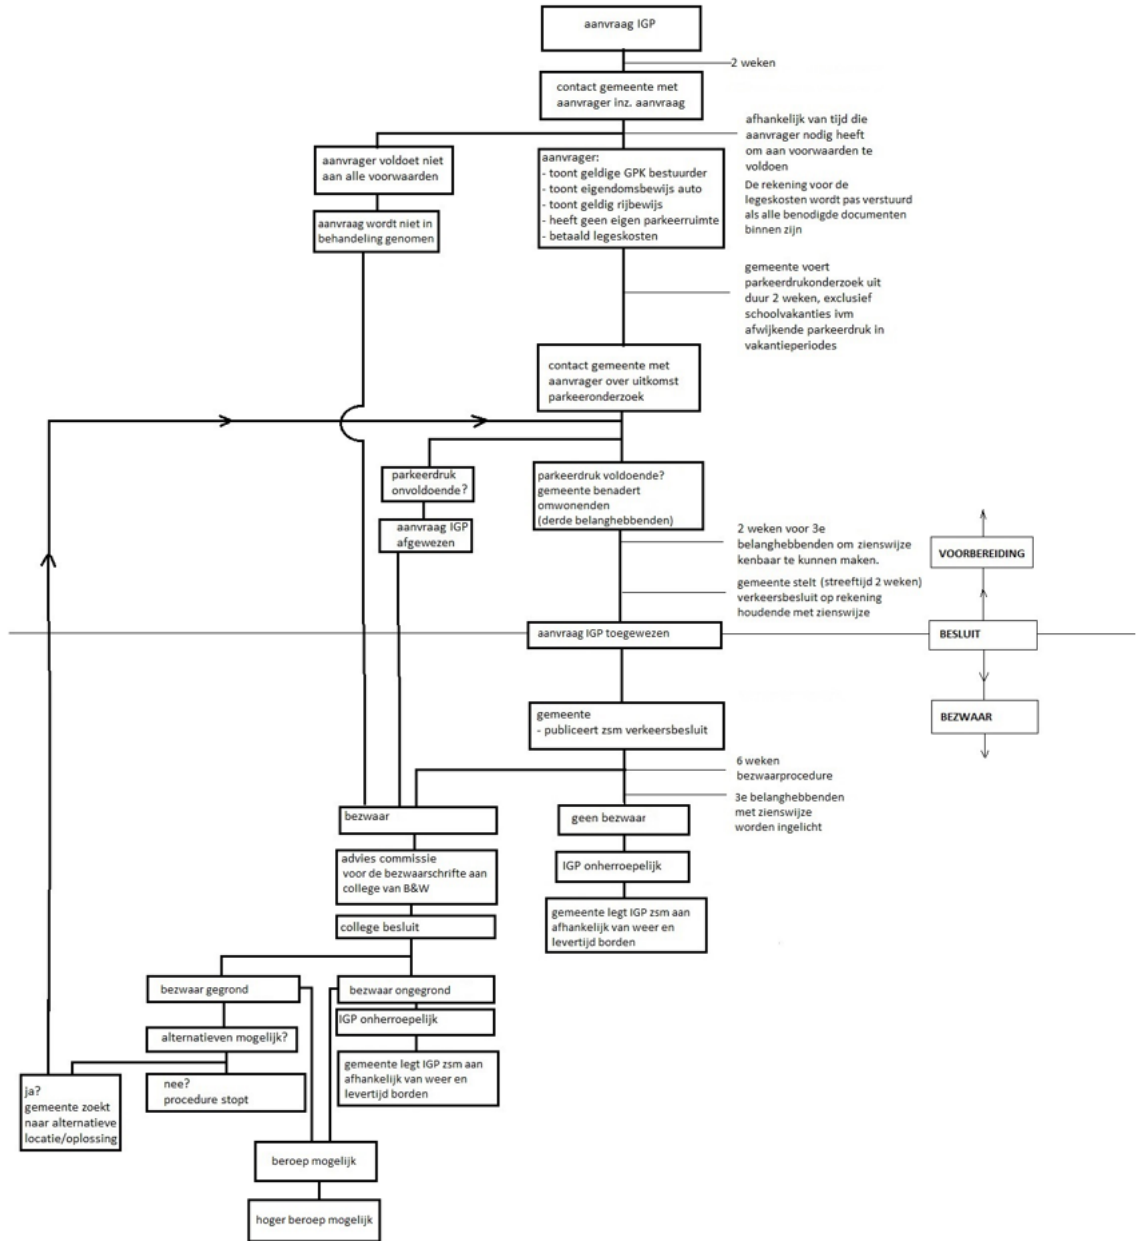 aanvraag IGP
2 weken
contact gemeente met
aanvrager inz. aanvraag
afhankelijk van tijd die
aanvrager nodig heeft
om aan voorwaarden te
voldoen
De rekening voor de
legeskosten wordt pas verstuurd
als alle benodigde documenten
binnen zijn
aanvrager voldoet niet
aan alle voorwaarden
aanvrager:
- toont geldige GPK bestuurder
- toont eigendomsbewijs auto
- toont geldig rijbewijs
- heeft geen eigen parkeerruimte
- betaald legeskosten
aanvraag wordt niet in
behandeling genomen
gemeente voert
parkeerdrukonderzoek uit
duur 2 weken, exclusief
schoolvakanties ivm
afwijkende parkeerdruk in
vakantieperiodes
contact gemeente met
aanvrager over uitkomst
parkeeronderzoek
parkeerdruk
onvoldoende?
parkeerdruk voldoende?
gemeente benadert
omwonenden
(derde belanghebbenden)
aanvraag IGP
afgewezen
2 weken voor 3e
belanghebbenden om zienswijze
kenbaar te kunnen maken.
gemeente stelt (streeftijd 2 weken)
verkeersbesluit op rekening
houdende met zienswijze
VOORBEREIDING
aanvraag IGP toegewezen
BESLUIT
gemeente
- publiceert zsm verkeersbesluit
BEZWAAR
6 weken
bezwaarprocedure
3e belanghebbenden
met zienswijze
worden ingelicht
bezwaar
geen bezwaar
advies commissie
voor de bezwaarschrifte aan
college van B&W
IGP onherroepelijk
college besluit
gemeente legt IGP zsm aan
afhankelijk van weer en
levertijd borden
bezwaar gegrond
bezwaar ongegrond
IGP onherroepelijk
alternatieven mogelijk?
gemeente legt IGP zsm aan
afhankelijk van weer en
levertijd borden
ja?
gemeente zoekt
naar alternatieve
locatie/oplossing
nee?
procedure stopt
beroep mogelijk
hoger beroep mogelijk